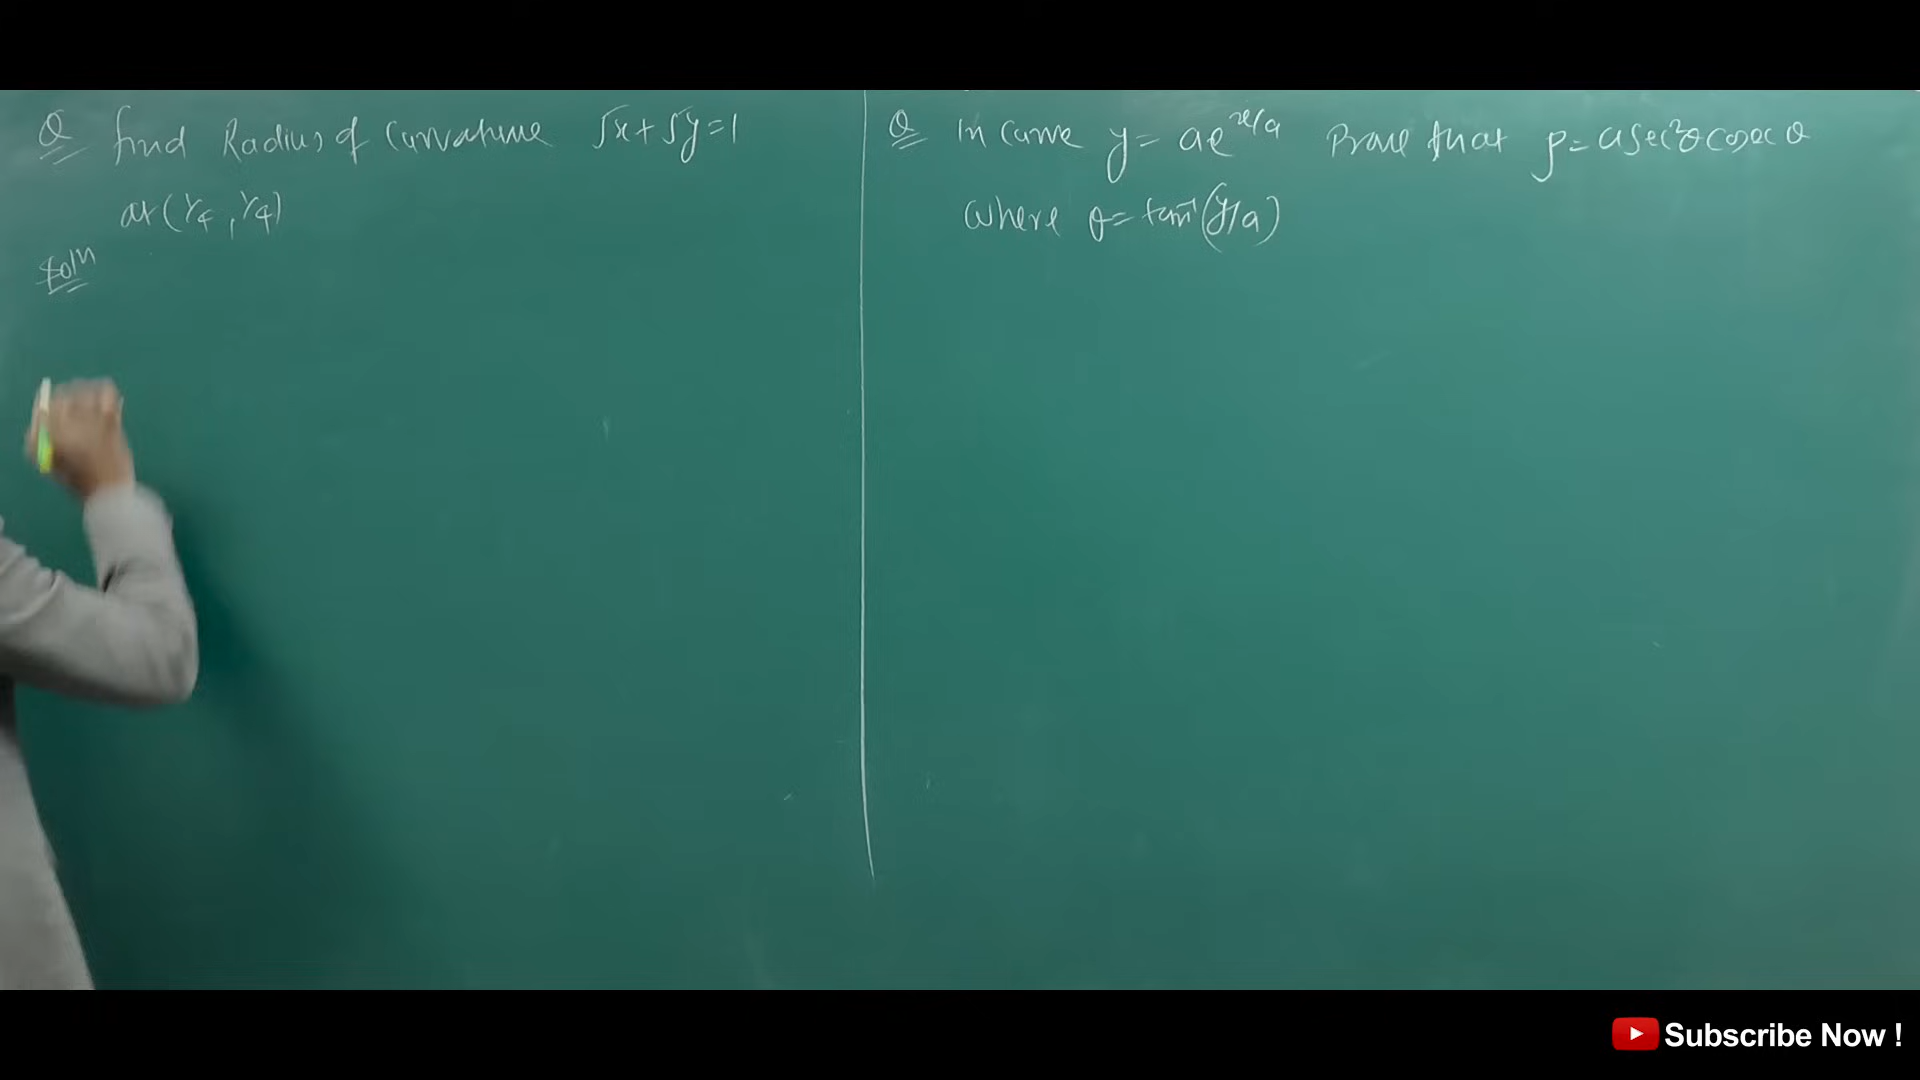 Q Find Radius of Curvature √x + √y = 1
at (1/4, 1/4)
Soln
Q In Curve y = ae^x/a Prove that ρ = a sec²θ cosec θ
where θ = tan⁻¹(y/a)
Subscribe Now !